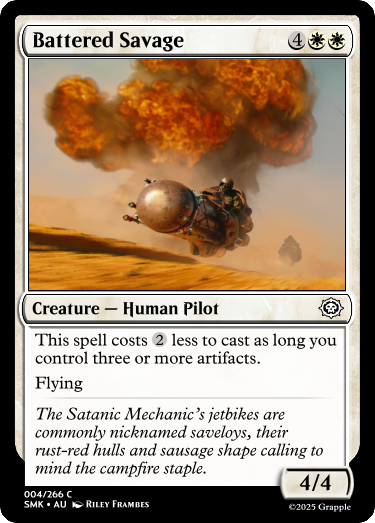 Battered Savage 4
Creature — Human Pilot
This spell costs 2 less to cast as long you
control three or more artifacts.
Flying
The Satanic Mechanic's jetbikes are
commonly nicknamed saveloys, their
rust-red hulls and sausage shape calling to
mind the campfire staple.
4/4
004/266 C
SMK • AU Riley Frambes
©2025 Grapple